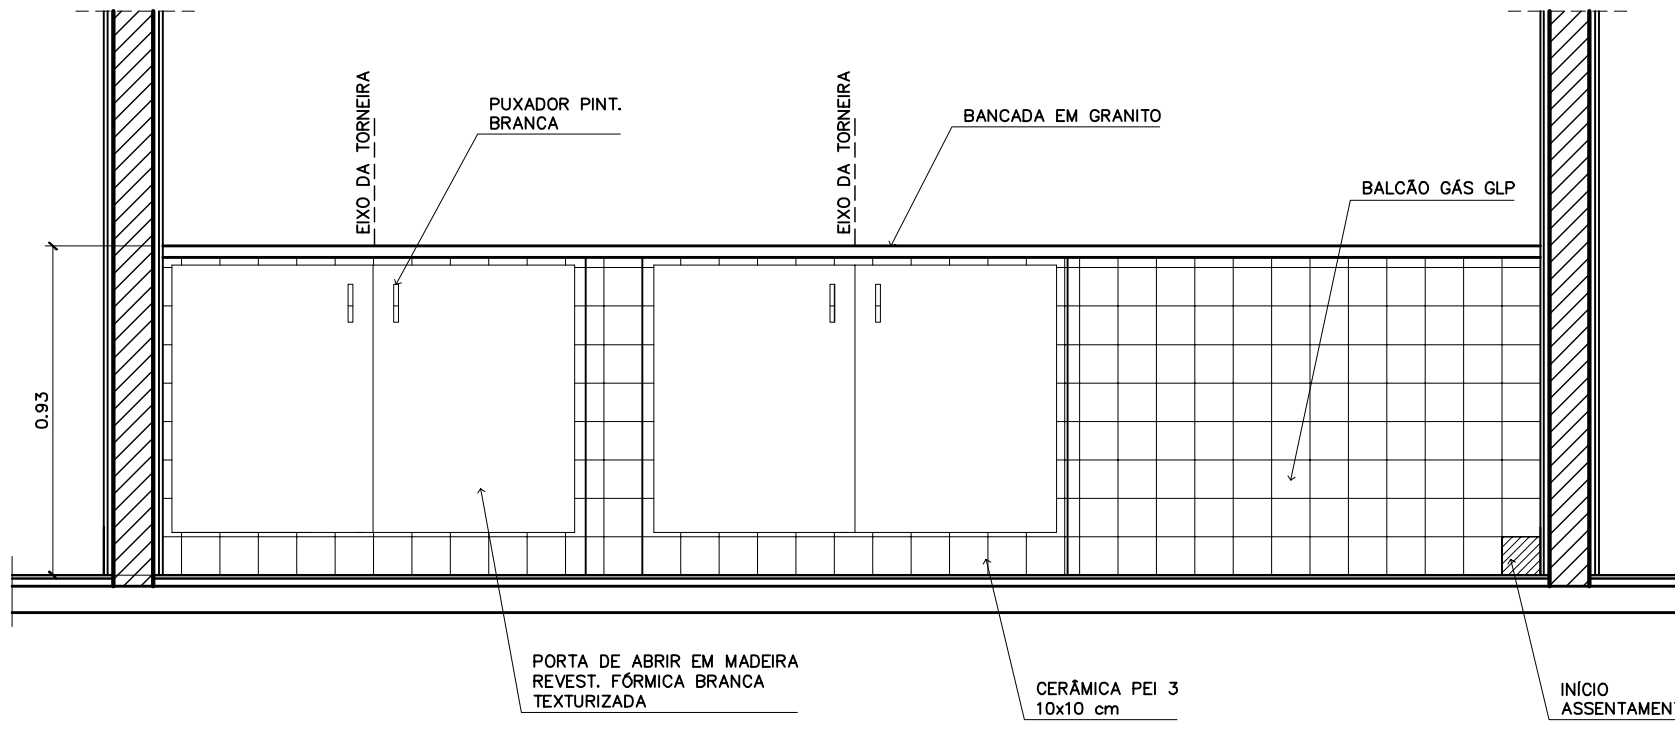 EIXO DA TORNEIRA
PUXADOR PINT.
BRANCA
EIXO DA TORNEIRA
BANCADA EM GRANITO
BALCÃO GÁS GLP
0.93
PORTA DE ABRIR EM MADEIRA
REVEST. FÓRMICA BRANCA
TEXTURIZADA
CERÂMICA PEI 3
10x10 cm
INÍCIO